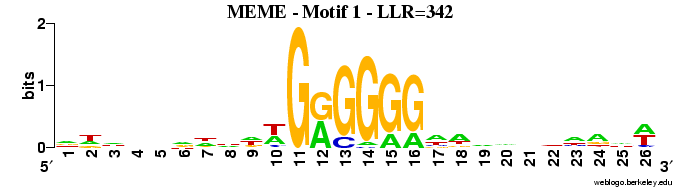 MEME - Motif 1 - LLR=342
2
bits
1
0
T
A
G G G G G G
A C A A A
A
T
5′ 1 2 3 4 5 6 7 8 9 10 11 12 13 14 15 16 17 18 19 20 21 22 23 24 25 26 3′
weblogo.berkeley.edu